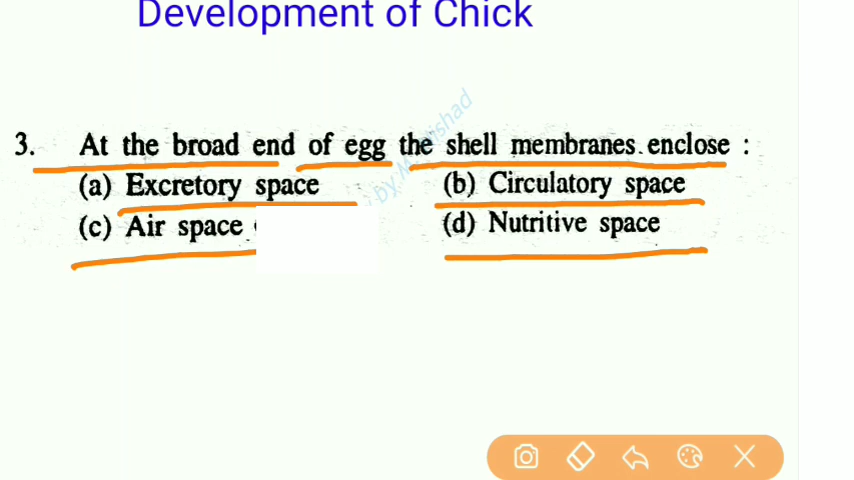 Development of Chick
3. At the broad end of egg the shell membranes enclose :
(a) Excretory space (b) Circulatory space
(c) Air space (d) Nutritive space